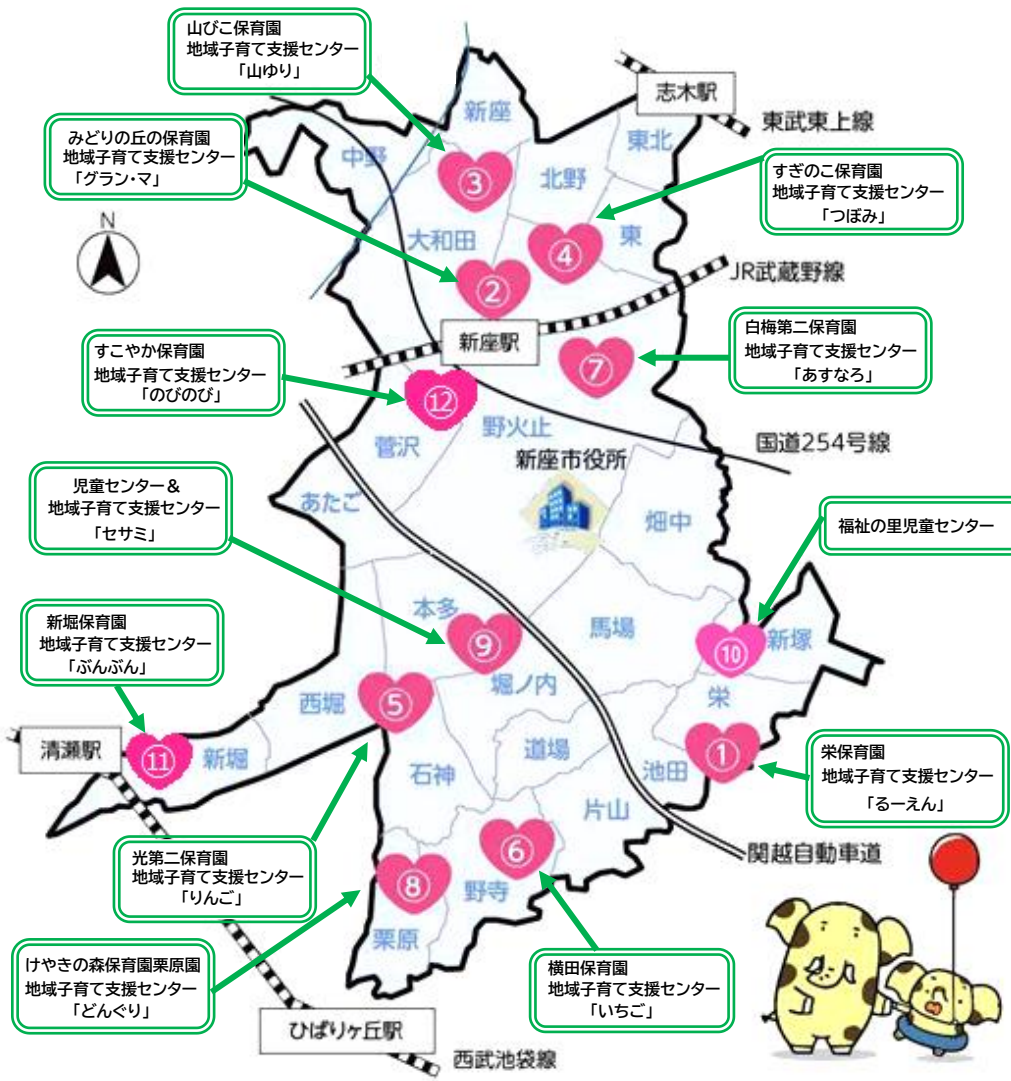 山びこ保育園
地域子育て支援センター
「山ゆり」
志木駅
東武東上線
新座
みどりの丘の保育園
地域子育て支援センター
「グラン・マ」
中野
③
北野
東北
すぎのこ保育園
地域子育て支援センター
「つぼみ」
N
大和田
④
東
②
JR武蔵野線
新座駅
白梅第二保育園
地域子育て支援センター
「あすなろ」
⑦
すこやか保育園
地域子育て支援センター
「のびのび」
⑫
菅沢
野火止
国道254号線
新座市役所
児童センター＆
地域子育て支援センター
「セサミ」
あたご
畑中
福祉の里児童センター
本多
馬場
新堀保育園
地域子育て支援センター
「ぶんぶん」
⑨
⑩
新塚
堀ノ内
西堀
⑤
栄
清瀬駅
⑪
新堀
石神
道場
池田
①
栄保育園
地域子育て支援センター
「るーえん」
片山
関越自動車道
光第二保育園
地域子育て支援センター
「りんご」
⑧
⑥
野寺
栗原
けやきの森保育園栗原園
地域子育て支援センター
「どんぐり」
横田保育園
地域子育て支援センター
「いちご」
ひばりヶ丘駅
西武池袋線